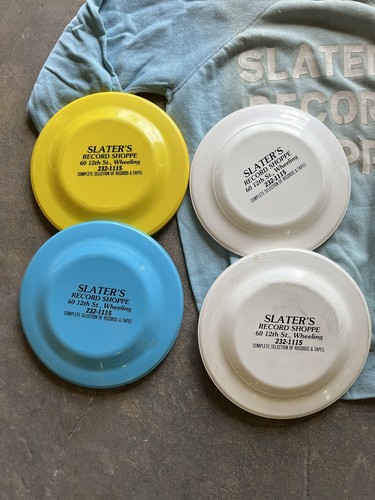 SLATER
RECOR
SLATER'S
RECORD SHOPPE
60 12th St., Wheeling
232-1115
COMPLETE SELECTION OF RECORDS & TAPES
SLATER'S
RECORD SHOPPE
60 12th St., Wheeling
232-1115
COMPLETE SELECTION OF RECORDS & TAPES
SLATER'S
RECORD SHOPPE
60 12th St., Wheeling
232-1115
COMPLETE SELECTION OF RECORDS & TAPES
SLATER'S
RECORD SHOPPE
60 12th St., Wheeling
232-1115
COMPLETE SELECTION OF RECORDS & TAPES